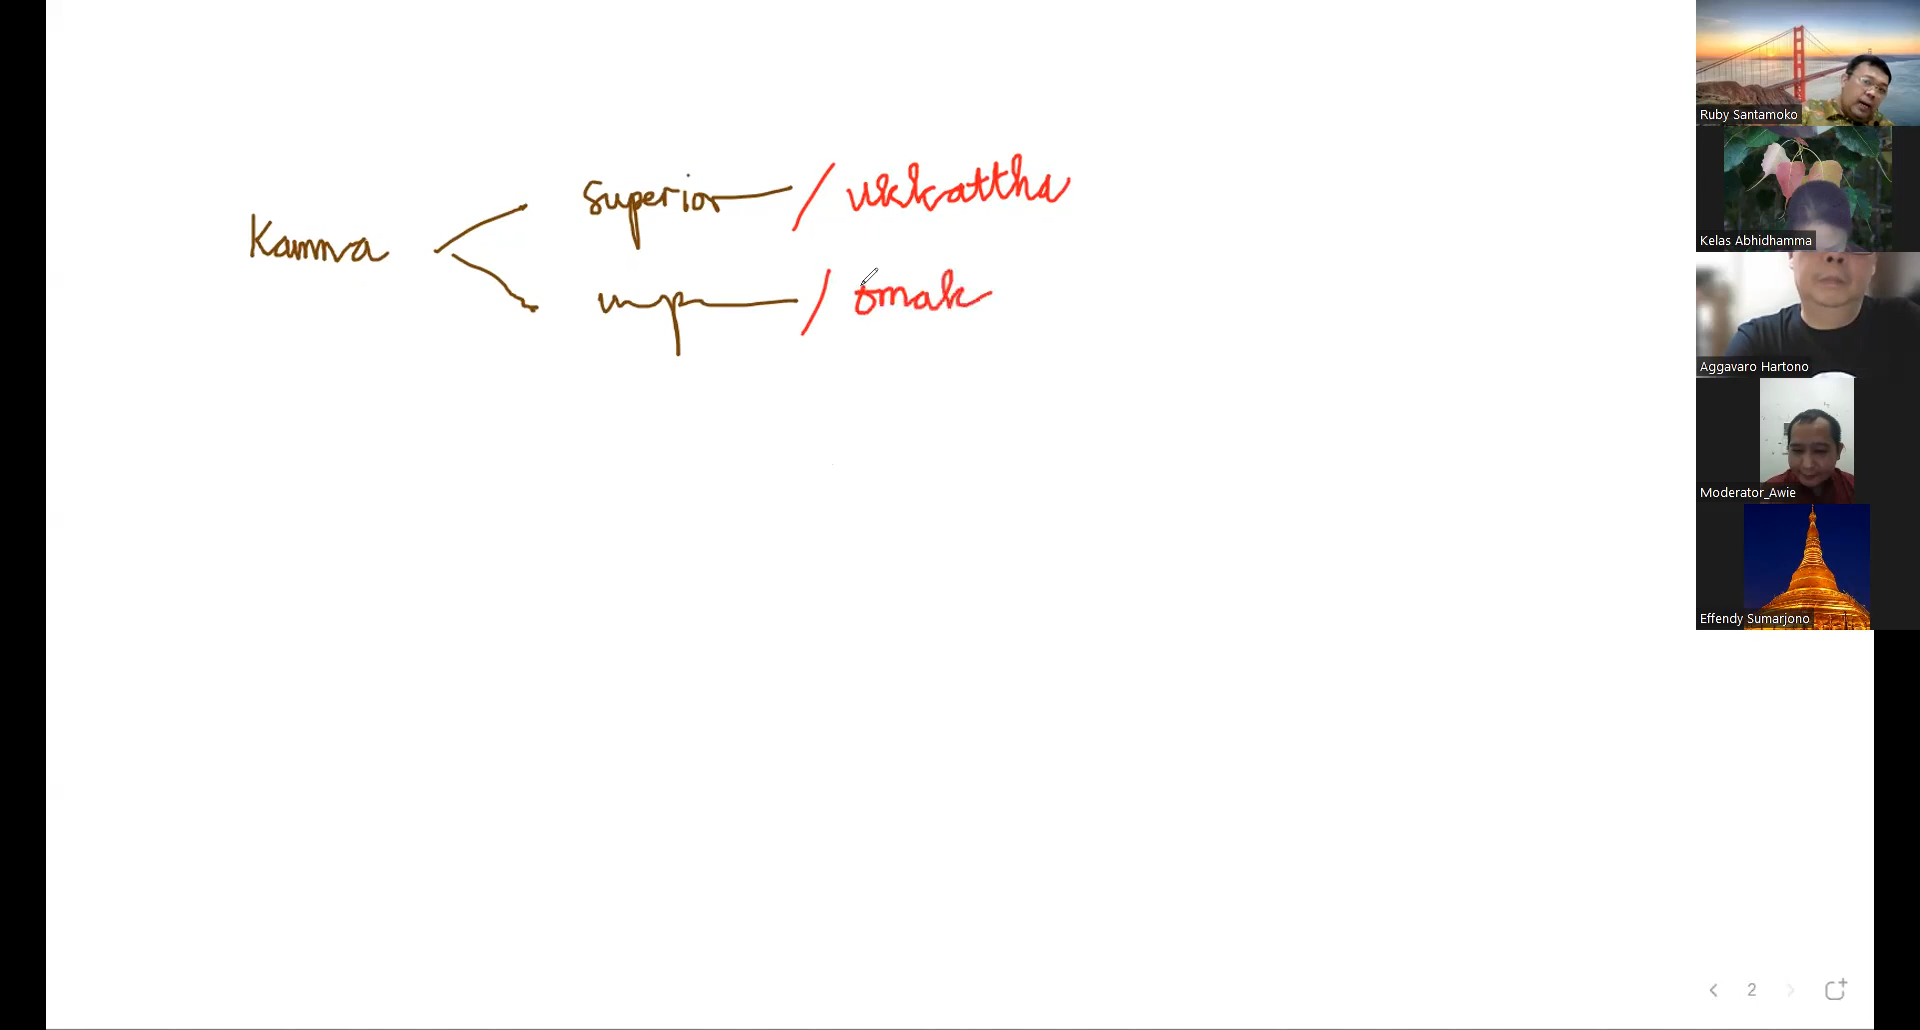 Kamma
superior / ukkattha
/ omak
Ruby Santamoko
Kelas Abhidhamma
Aggavaro Hartono
Moderator_Awie
Effendy Sumarjono
2